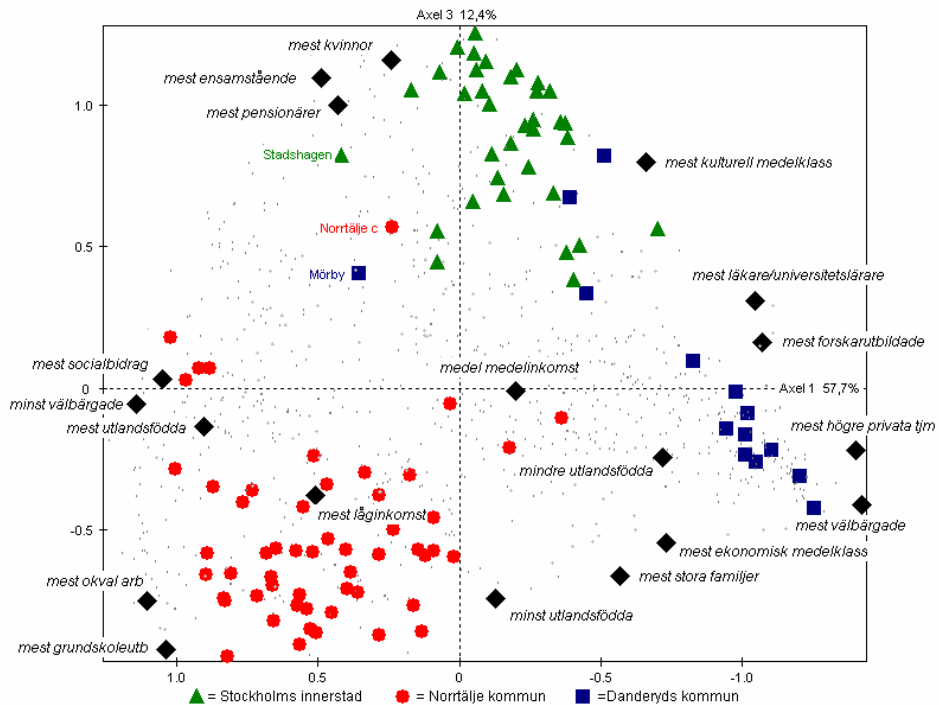 Axel 3 12,4%
mest kvinnor
mest ensamstående
1.0
mest pensionärer
Stadshagen
mest kulturell medelklass
Norrtälje c
0.5
Mörby
mest läkare/universitetslärare
mest forskarutbildade
mest socialbidrag
medel medelinkomst
0
Axel 1 57,7%
minst välbärgade
mest utlandsfödda
mest högre privata tjm
mindre utlandsfödda
mest låginkomst
mest välbärgade
-0.5
mest ekonomisk medelklass
mest okval arb
mest stora familjer
minst utlandsfödda
mest grundskoleutb
1.0 0.5 0 -0.5 -1.0
= Stockholms innerstad = Norrtälje kommun =Danderyds kommun